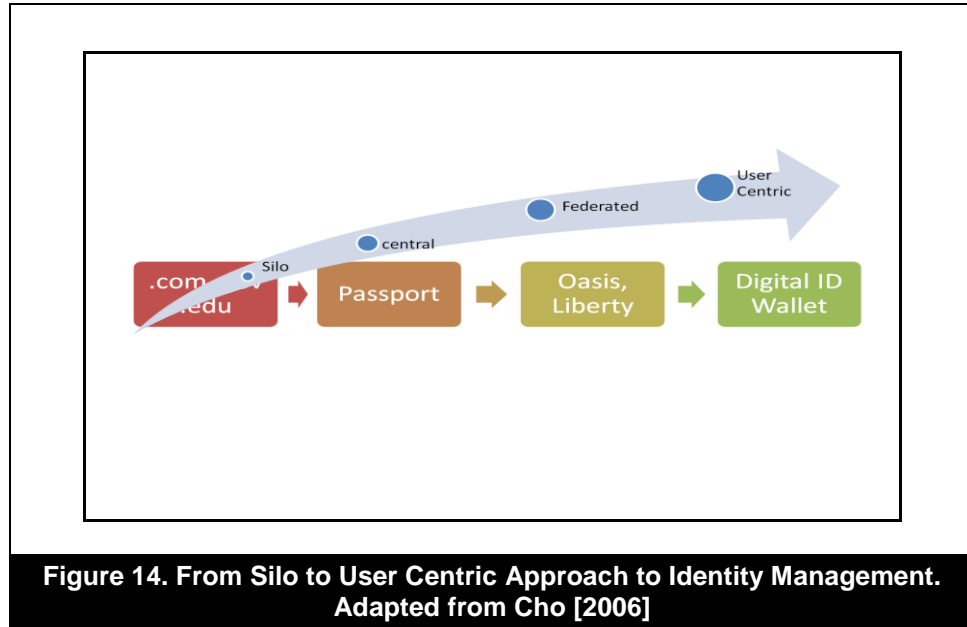 User
Centric
Federated
central
Silo
.com
.edu
Passport
Oasis,
Liberty
Digital ID
Wallet
Figure 14. From Silo to User Centric Approach to Identity Management.
Adapted from Cho [2006]